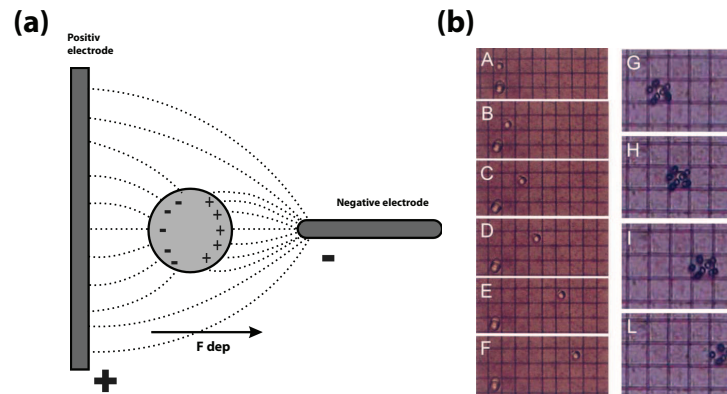 (a)
Positiv
electrode
+
- - - - -
+ + + + +
Negative electrode
-
F dep
(b)
A
B
C
D
E
F
G
H
I
L